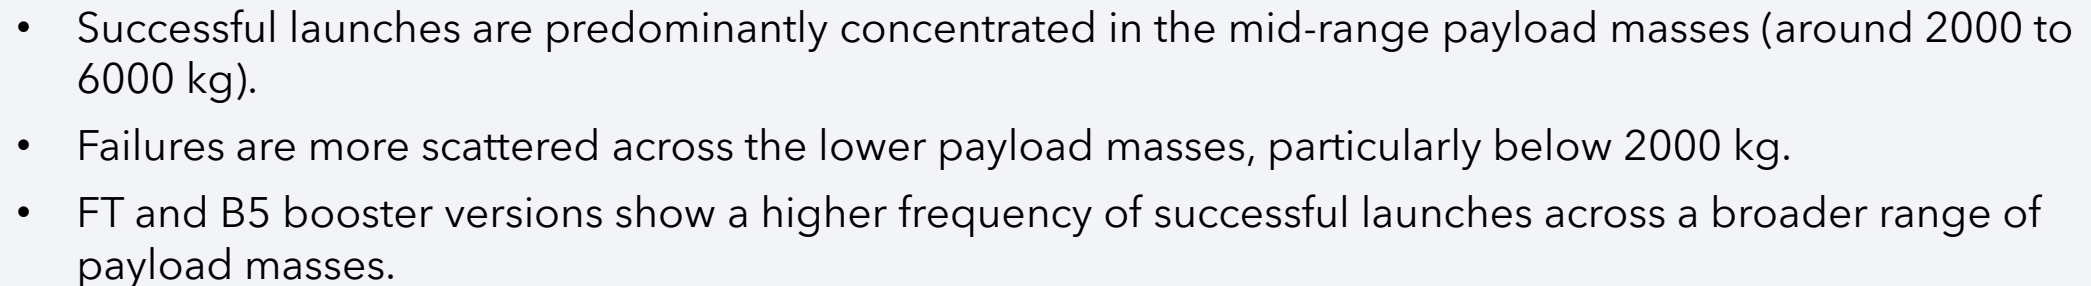 • Successful launches are predominantly concentrated in the mid-range payload masses (around 2000 to
6000 kg).
• Failures are more scattered across the lower payload masses, particularly below 2000 kg.
• FT and B5 booster versions show a higher frequency of successful launches across a broader range of
payload masses.